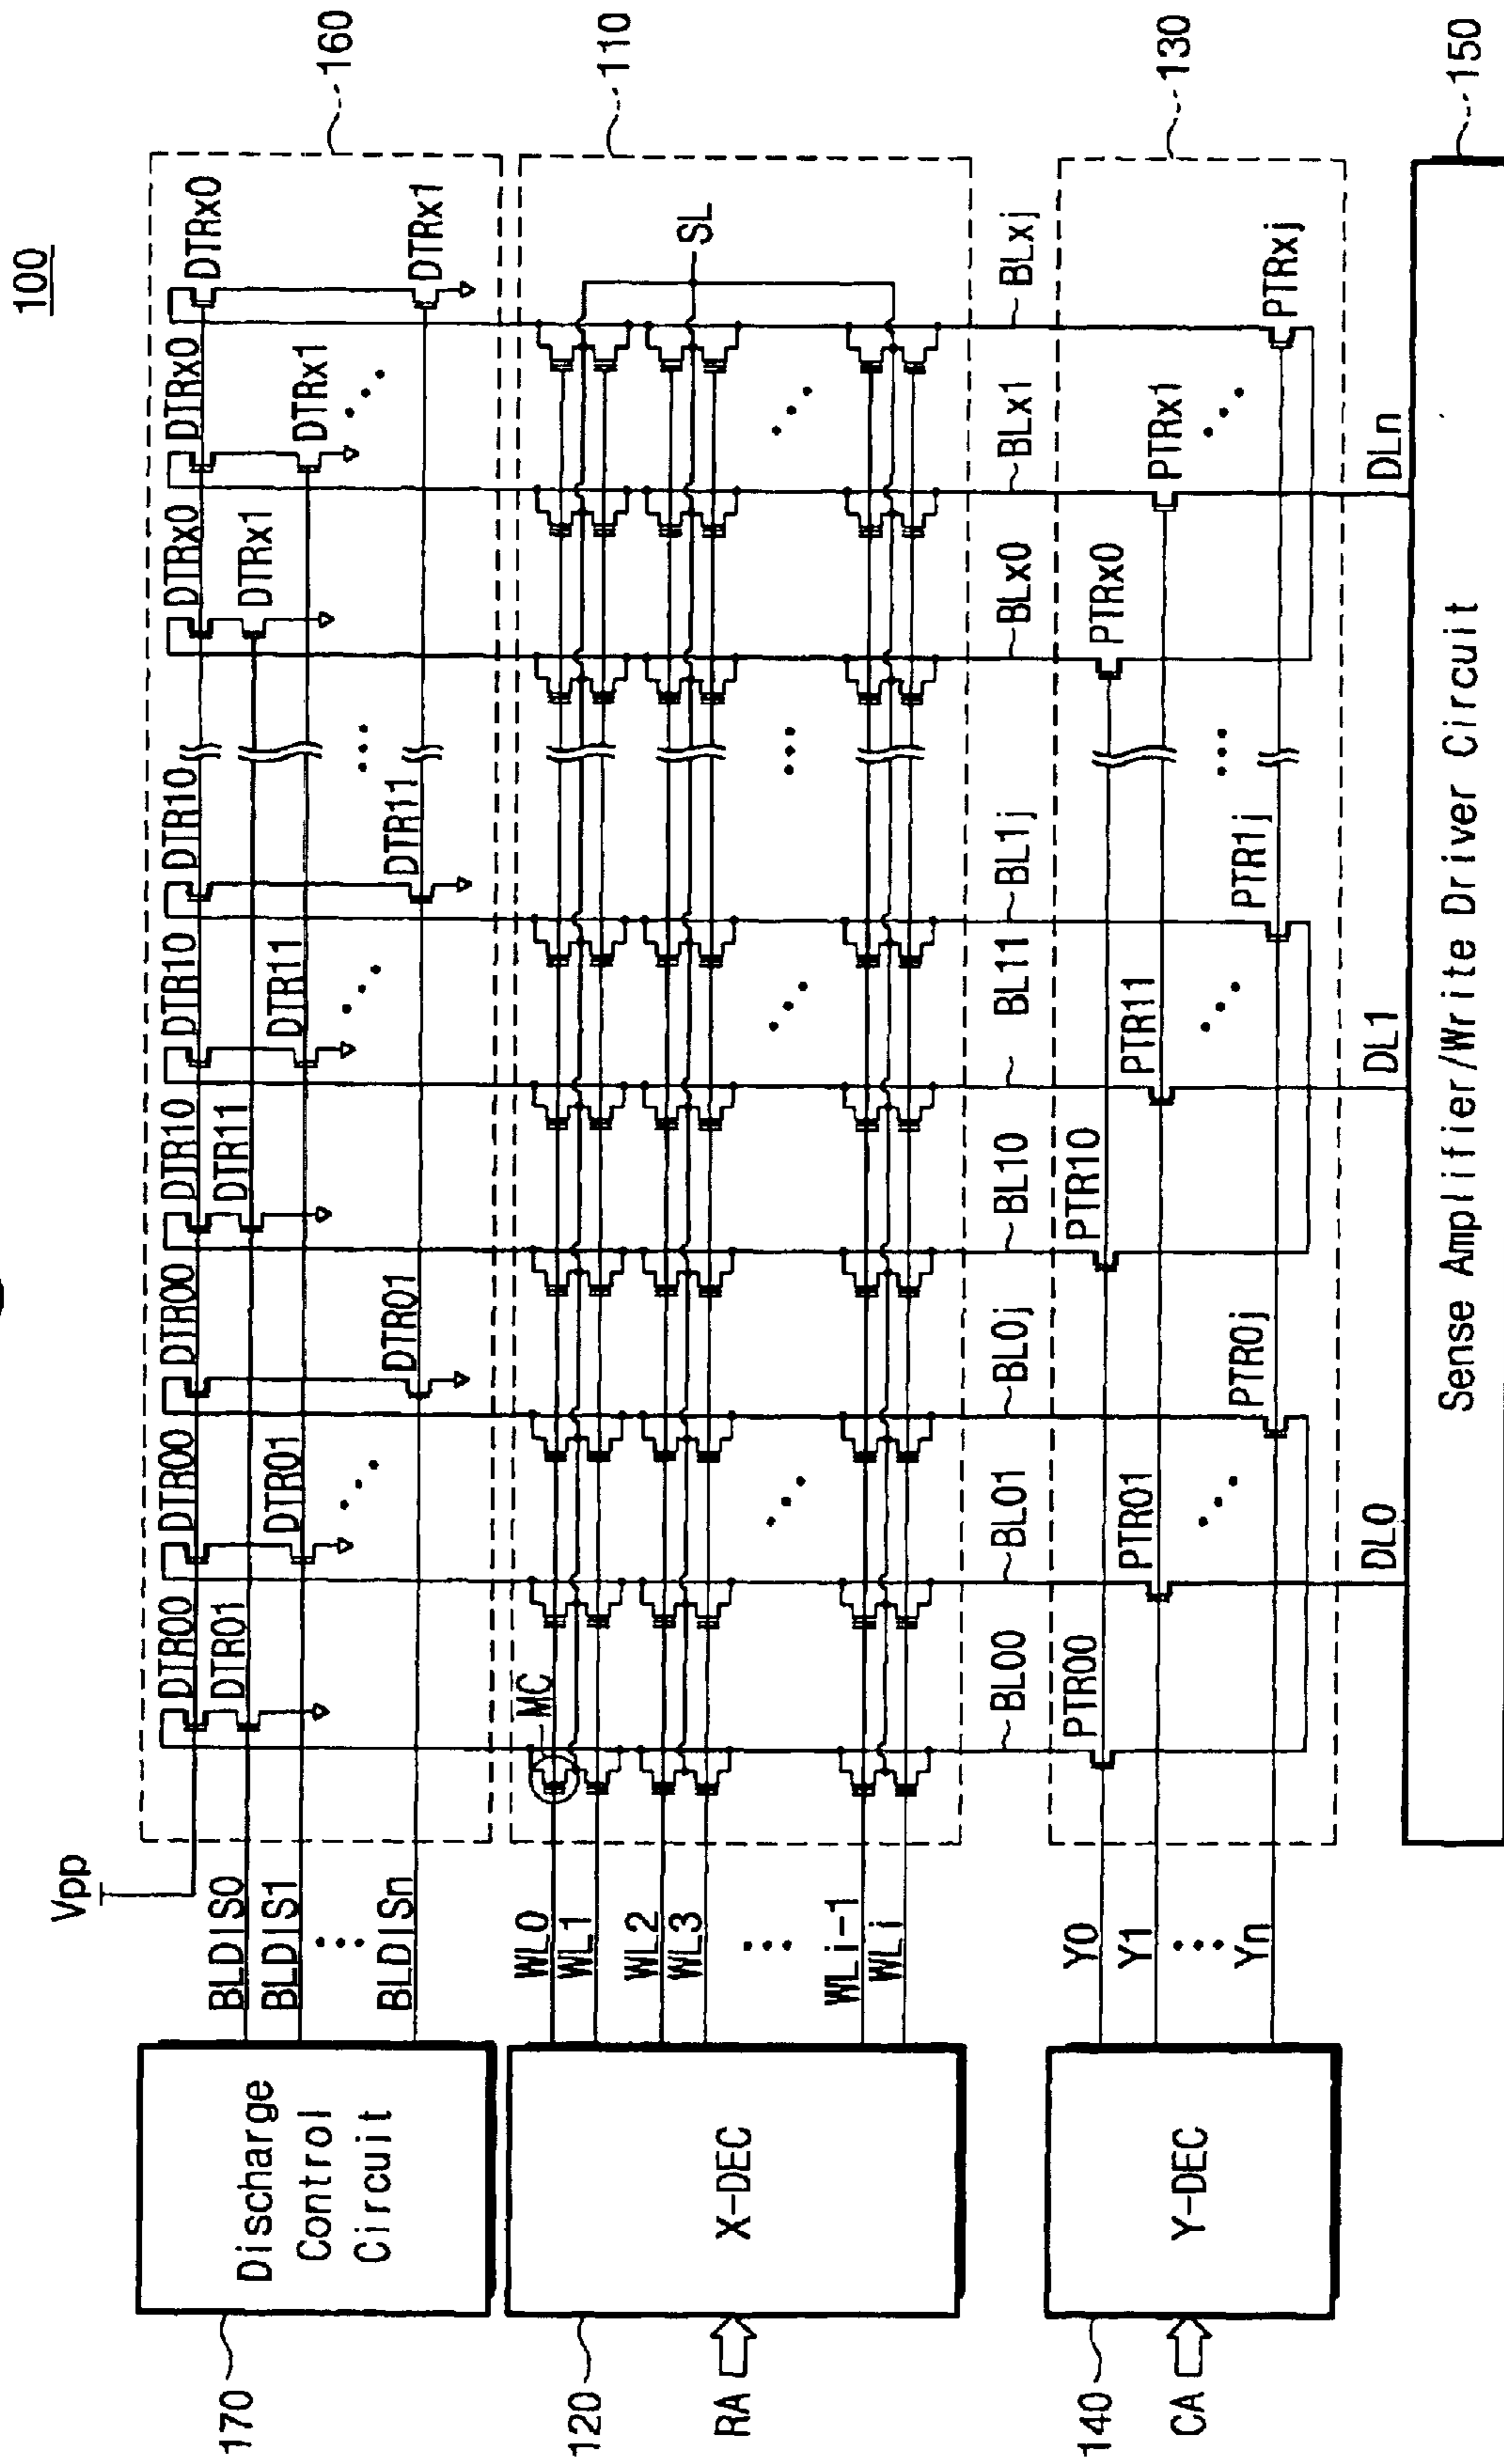 100
Vpp
DTR00 DTR00 DTR00 DTR10 DTR10 DTR10 DTRx0 DTRx0 DTRx0
160
170
Discharge
Control
Circuit
BLDIS0
DTR01 DTR11 DTRx1
BLDIS1
DTR01 DTR11 DTRx1
BLDISn
DTR01 DTR11 DTRx1
110
120
X-DEC
RA
WL0
WL1
WL2
WL3
WLi-1
WLi
MC
SL
BL00 BL01 BL0j BL10 BL11 BL1j BLx0 BLx1 BLxj
130
140
Y-DEC
CA
Y0
Y1
Yn
PTR00 PTR10 PTRx0
PTR01 PTR11 PTRx1
PTR0j PTR1j PTRxj
DL0 DL1 DLn
Sense Amplifier/Write Driver Circuit
150